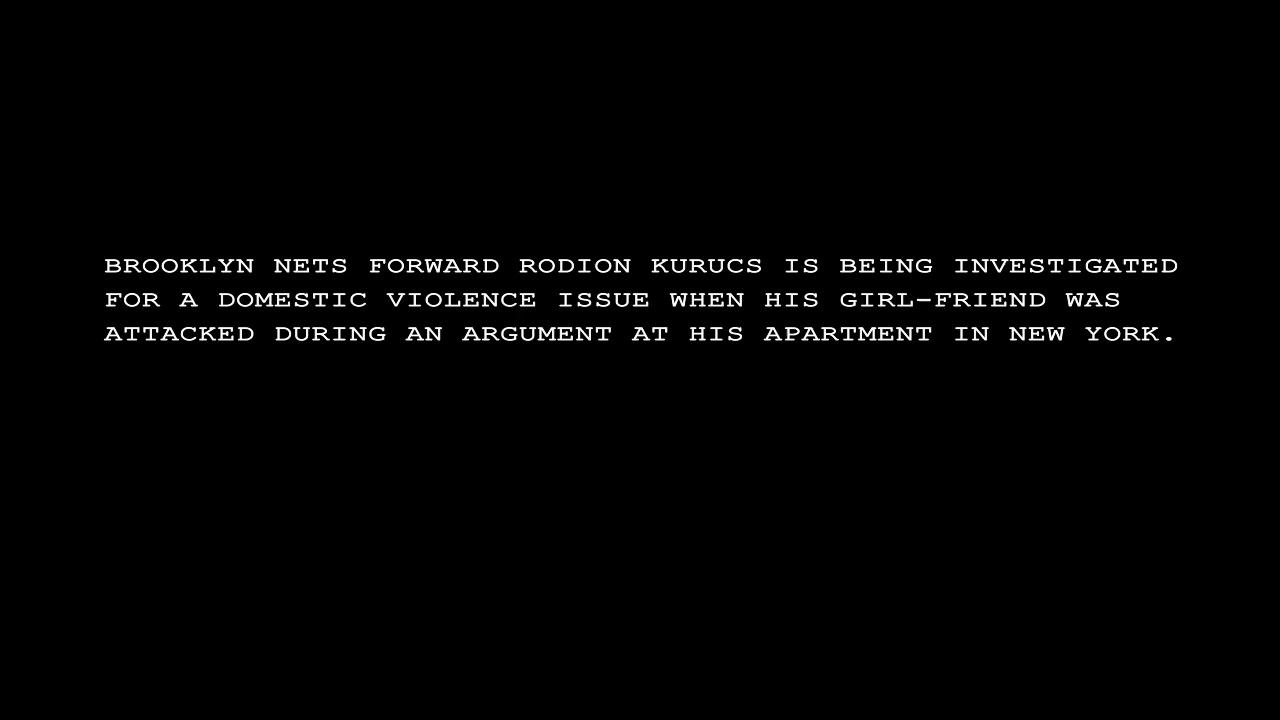 BROOKLYN NETS FORWARD RODION KURUCS IS BEING INVESTIGATED
FOR A DOMESTIC VIOLENCE ISSUE WHEN HIS GIRL-FRIEND WAS
ATTACKED DURING AN ARGUMENT AT HIS APARTMENT IN NEW YORK.